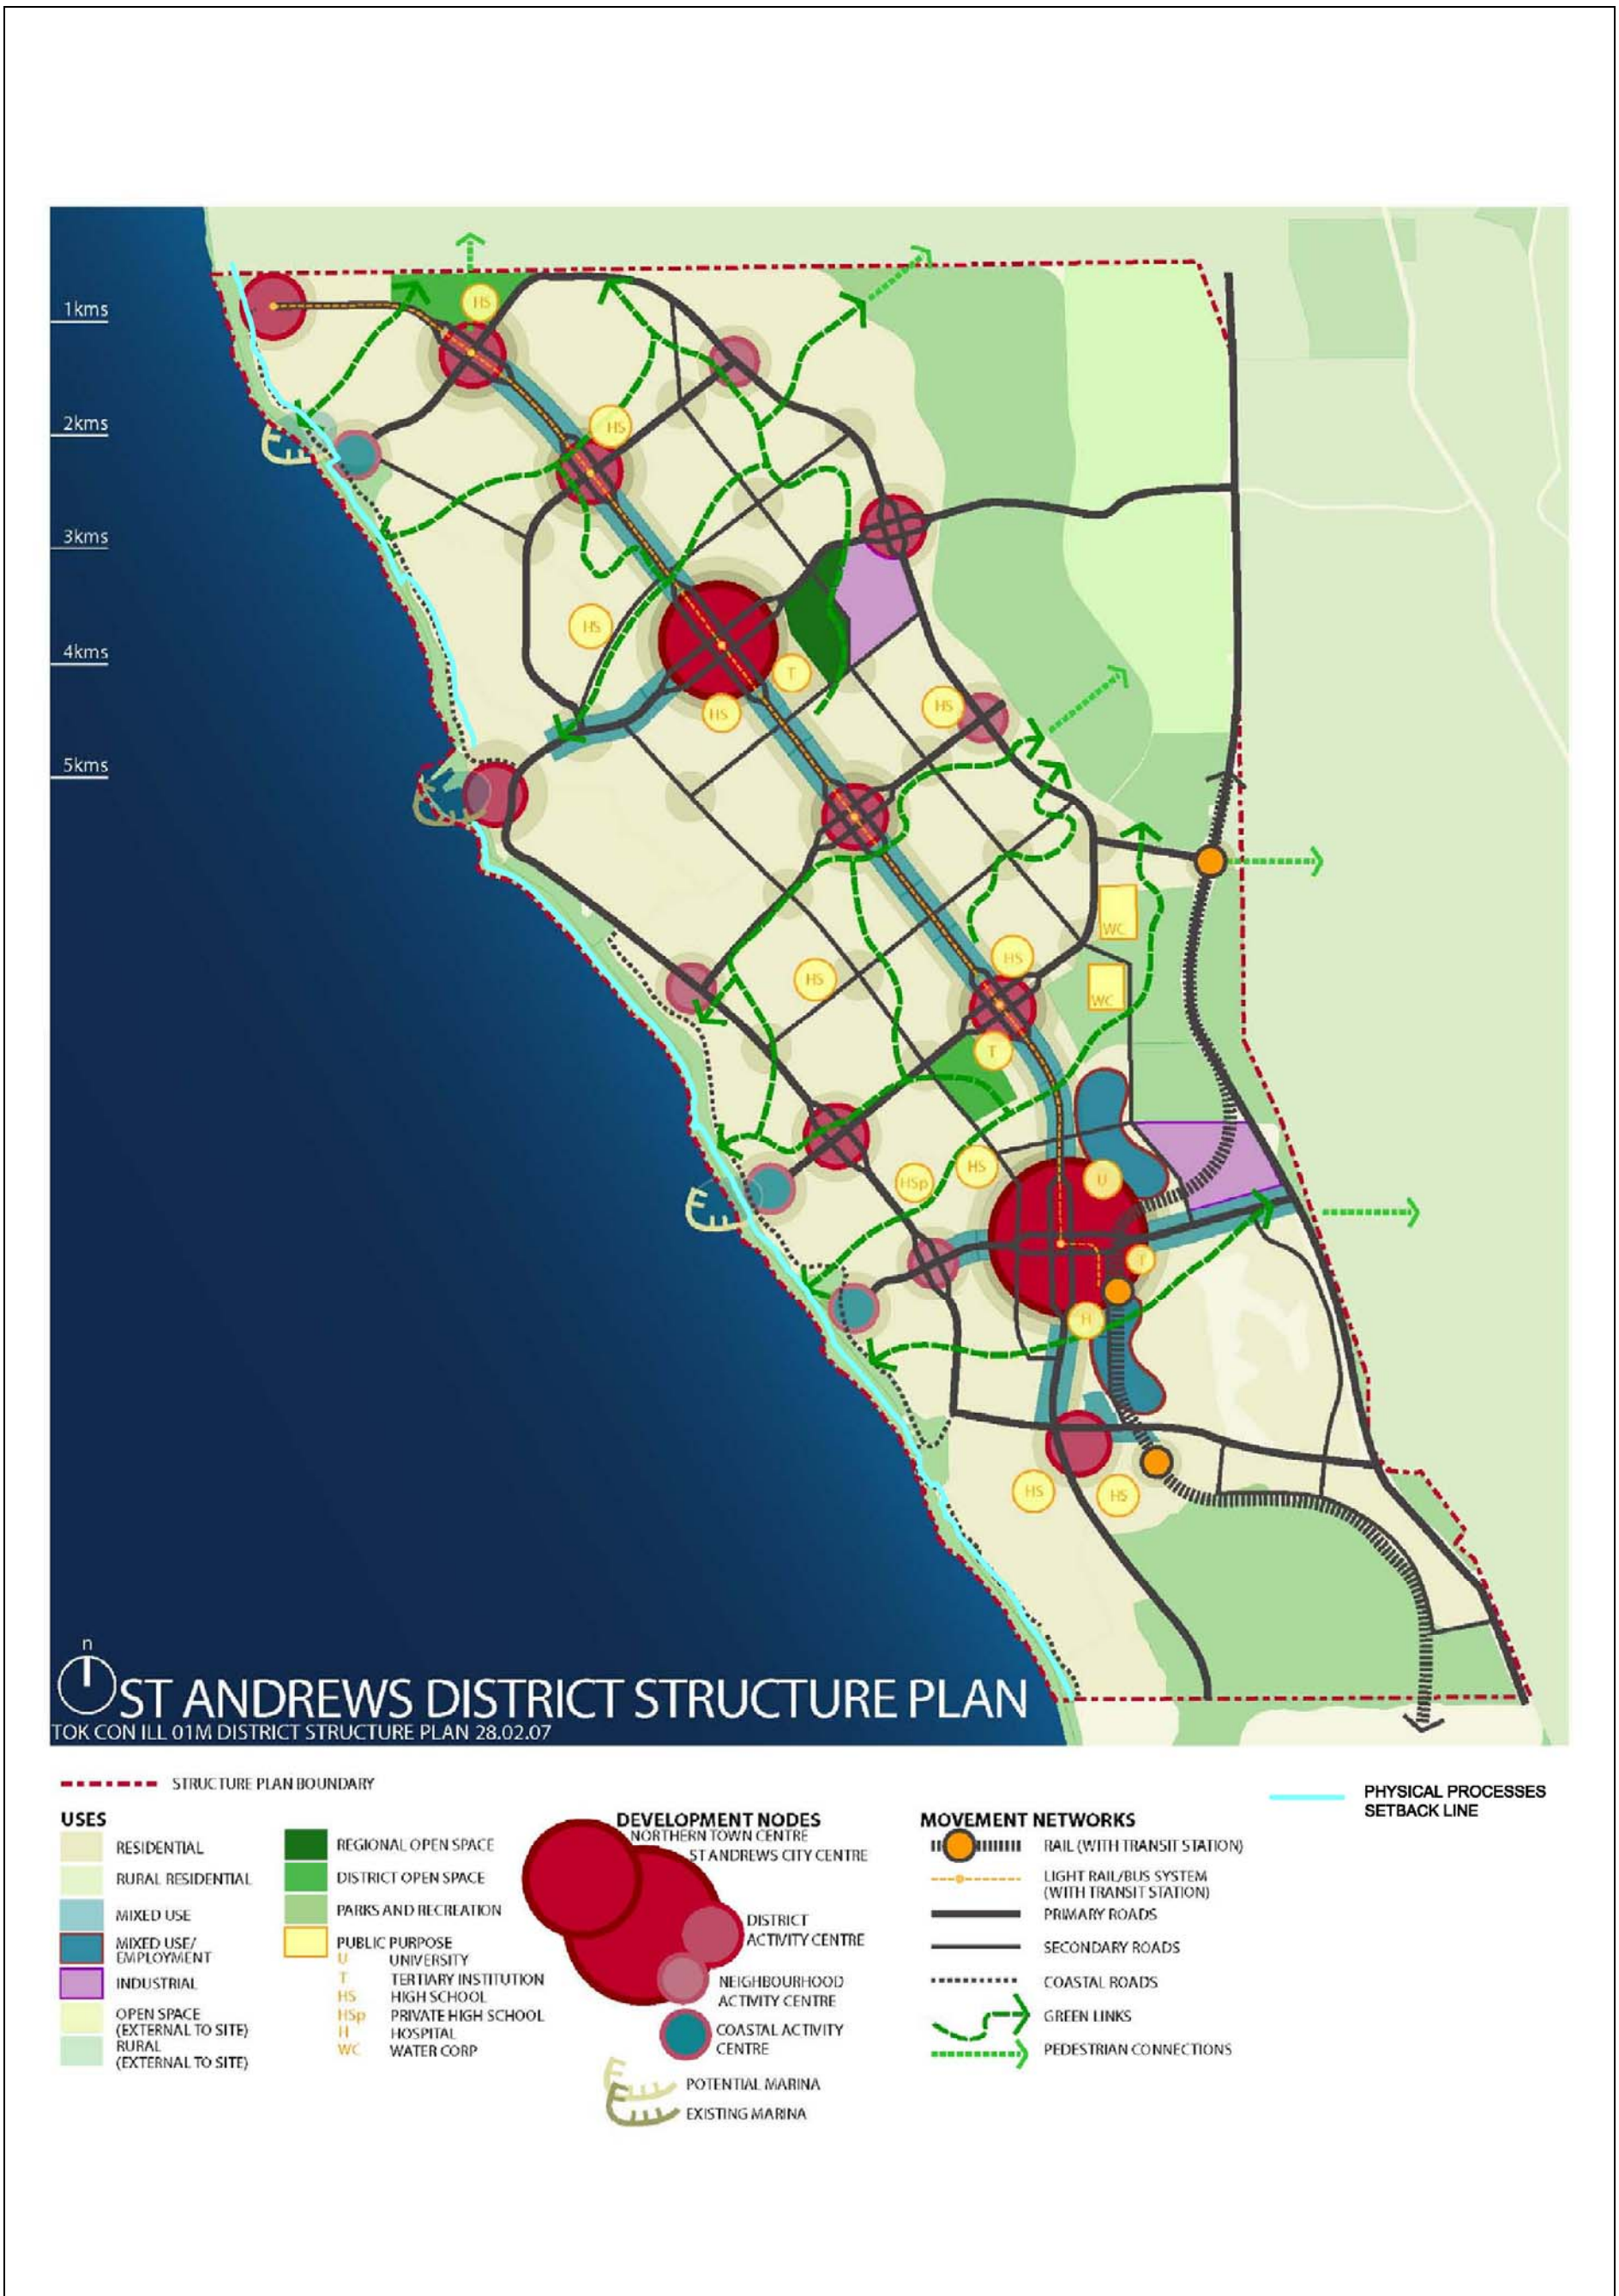 HS
1kms
2kms
HS
3kms
HS
4kms
T
HS
HS
5kms
WC
HS
HS
WC
T
HS
U
HSp
T
H
HS
HS
n
ST ANDREWS DISTRICT STRUCTURE PLAN
TOK CON ILL 01M DISTRICT STRUCTURE PLAN 28.02.07
STRUCTURE PLAN BOUNDARY
PHYSICAL PROCESSES
SETBACK LINE
USES
RESIDENTIAL
RURAL RESIDENTIAL
MIXED USE
MIXED USE/
EMPLOYMENT
INDUSTRIAL
OPEN SPACE
(EXTERNAL TO SITE)
RURAL
(EXTERNAL TO SITE)
REGIONAL OPEN SPACE
DISTRICT OPEN SPACE
PARKS AND RECREATION
PUBLIC PURPOSE
U UNIVERSITY
T TERTIARY INSTITUTION
HS HIGH SCHOOL
HSp PRIVATE HIGH SCHOOL
H HOSPITAL
WC WATER CORP
DEVELOPMENT NODES
NORTHERN TOWN CENTRE
ST ANDREWS CITY CENTRE
DISTRICT
ACTIVITY CENTRE
NEIGHBOURHOOD
ACTIVITY CENTRE
COASTAL ACTIVITY
CENTRE
POTENTIAL MARINA
EXISTING MARINA
MOVEMENT NETWORKS
RAIL (WITH TRANSIT STATION)
LIGHT RAIL/BUS SYSTEM
(WITH TRANSIT STATION)
PRIMARY ROADS
SECONDARY ROADS
COASTAL ROADS
GREEN LINKS
PEDESTRIAN CONNECTIONS